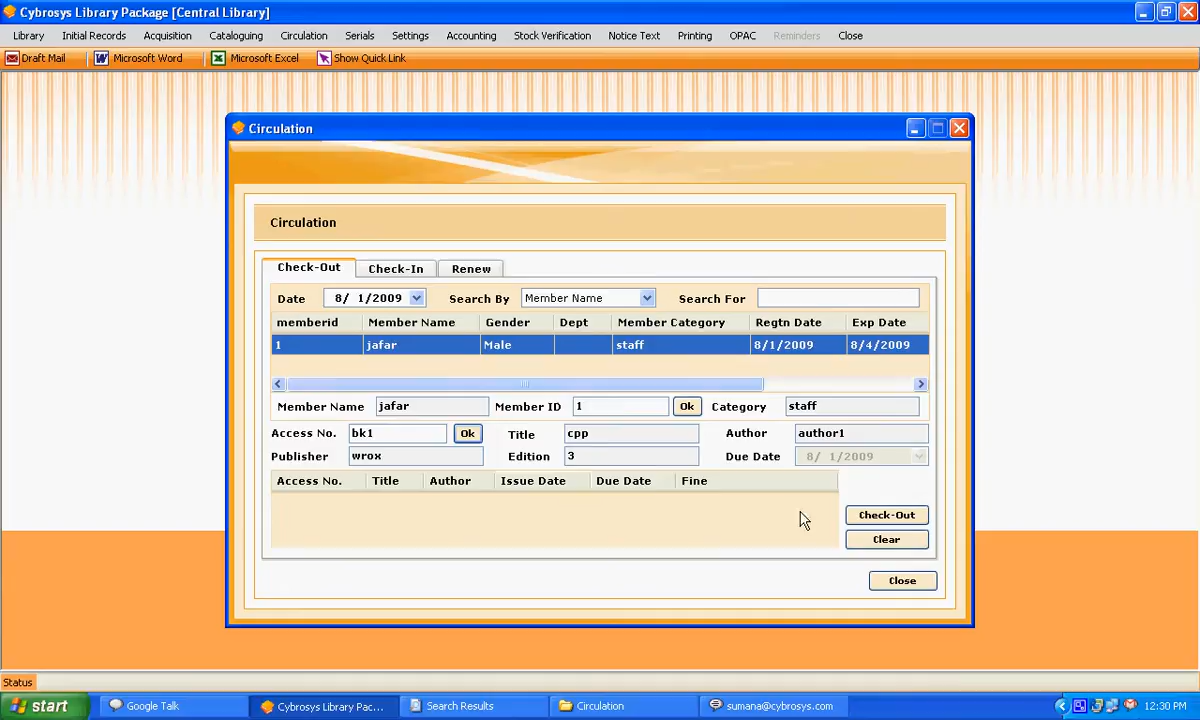 Cybrosys Library Package [Central Library]
Library Initial Records Acquisition Cataloguing Circulation Serials Settings Accounting Stock Verification Notice Text Printing OPAC Reminders Close
Draft Mail Microsoft Word Microsoft Excel Show Quick Link
Circulation
Circulation
Check-Out Check-In Renew
Date 8/ 1/2009 Search By Member Name Search For
memberid Member Name Gender Dept Member Category Regtn Date Exp Date
1 jafar Male staff 8/1/2009 8/4/2009
Member Name jafar Member ID 1 Ok Category staff
Access No. bk1 Ok Title cpp Author author1
Publisher wrox Edition 3 Due Date 8/ 1/2009
Access No. Title Author Issue Date Due Date Fine
Check-Out
Clear
Close
Status
start Google Talk Cybrosys Library Pac... Search Results Circulation sumana@cybrosys.com 12:30 PM